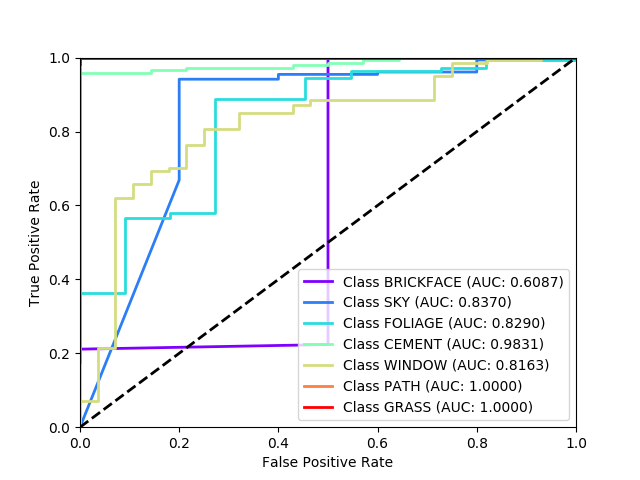 1.0
0.8
0.6
0.4
0.2
0.0
True Positive Rate
Class BRICKFACE (AUC: 0.6087)
Class SKY (AUC: 0.8370)
Class FOLIAGE (AUC: 0.8290)
Class CEMENT (AUC: 0.9831)
Class WINDOW (AUC: 0.8163)
Class PATH (AUC: 1.0000)
Class GRASS (AUC: 1.0000)
0.0 0.2 0.4 0.6 0.8 1.0
False Positive Rate